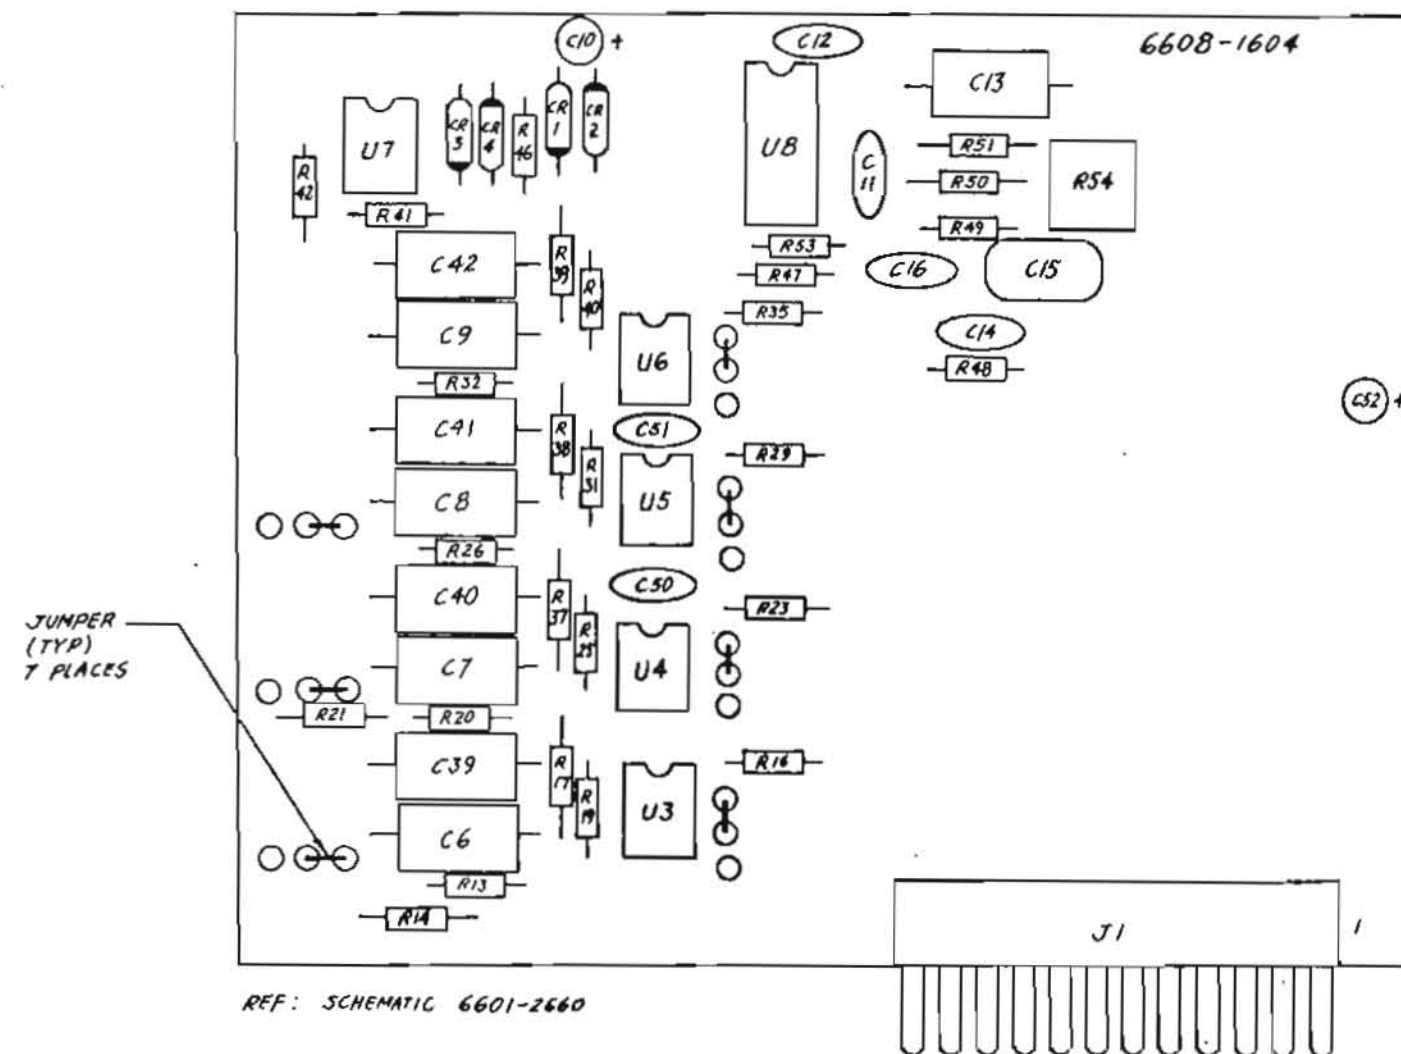 C10 +
C12
6608-1604
C13
CR 3
CR 4
R 46
CR 1
CR 2
U7
U8
C 11
R51
R50
R54
R 42
R41
R49
C42
R 39
R 40
R53
R47
C16
C15
C9
R35
U6
C14
R32
R48
C52 +
C41
R 38
C51
R29
R 31
C8
U5
R26
C40
R 37
C50
R23
JUMPER
(TYP)
7 PLACES
R 25
C7
U4
R21
R20
C39
R 17
R16
R 19
C6
U3
R13
R14
J1
1
REF: SCHEMATIC 6601-2660